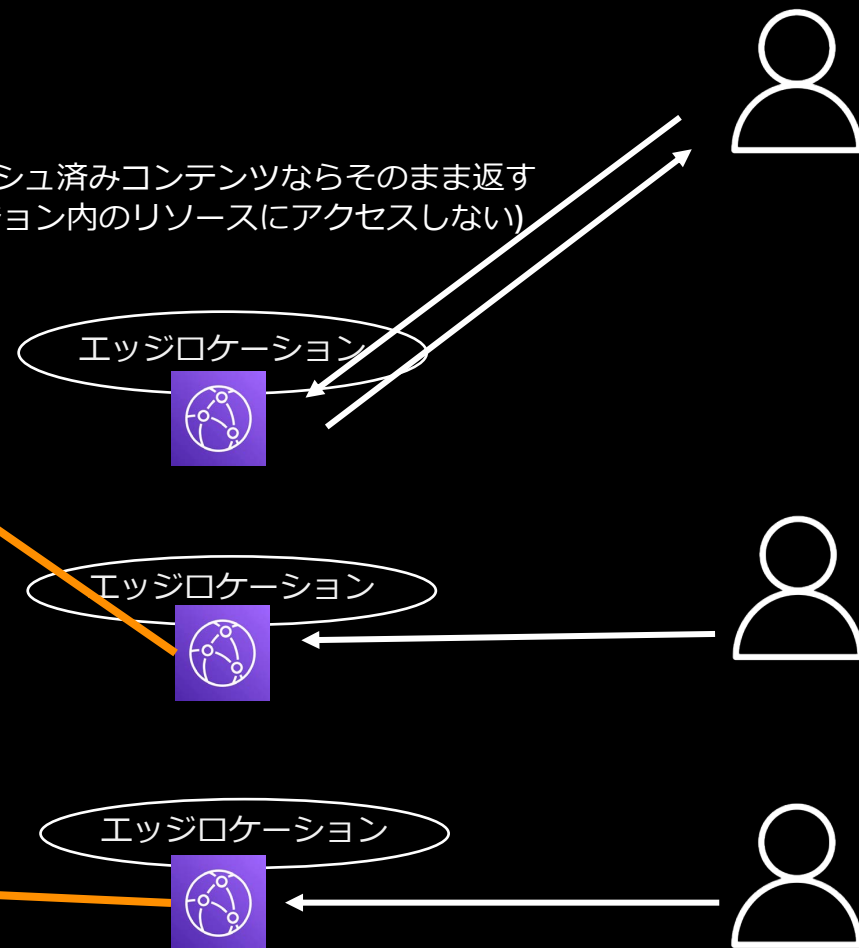 シュ済みコンテンツならそのまま返す
ョン内のリソースにアクセスしない)
エッジロケーション
エッジロケーション
エッジロケーション